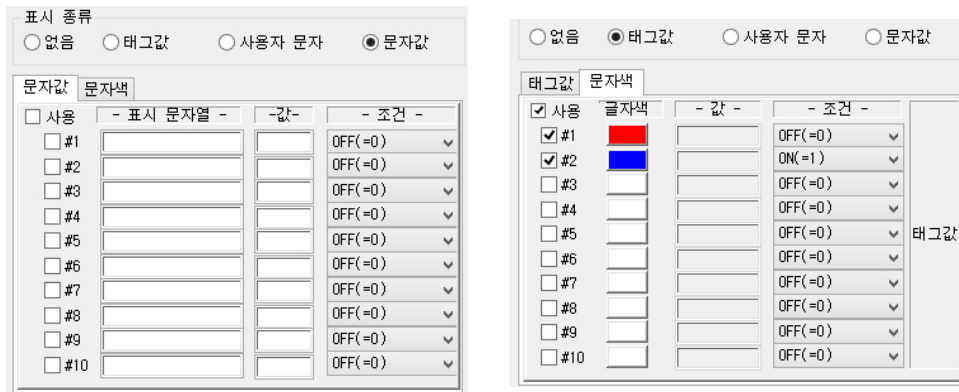 표시 종류
없음 태그값 사용자 문자 문자값
문자값 문자색
사용 - 표시 문자열 - -값- - 조건 -
#1 OFF(=0)
#2 OFF(=0)
#3 OFF(=0)
#4 OFF(=0)
#5 OFF(=0)
#6 OFF(=0)
#7 OFF(=0)
#8 OFF(=0)
#9 OFF(=0)
#10 OFF(=0)
없음 태그값 사용자 문자 문자값
태그값 문자색
사용 글자색 - 값 - - 조건 -
#1 OFF(=0)
#2 ON(=1)
#3 OFF(=0)
#4 OFF(=0)
#5 OFF(=0) 태그값
#6 OFF(=0)
#7 OFF(=0)
#8 OFF(=0)
#9 OFF(=0)
#10 OFF(=0)